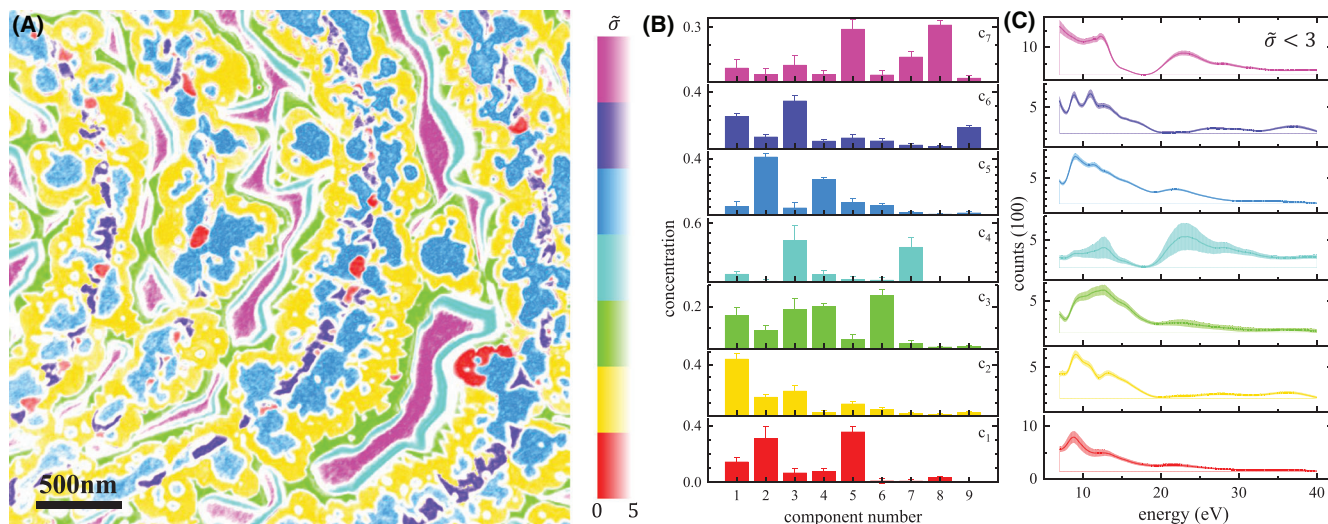 (A)
500nm
σ̃
0 5
(B)
concentration
0.3
c₇
0.4
c₆
0.4
c₅
0.6
c₄
0.2
c₃
0.4
c₂
0.4
c₁
0.0
1 2 3 4 5 6 7 8 9
component number
(C)
counts (100)
σ̃ < 3
10
5
5
5
5
5
10
0
10 20 30 40
energy (eV)